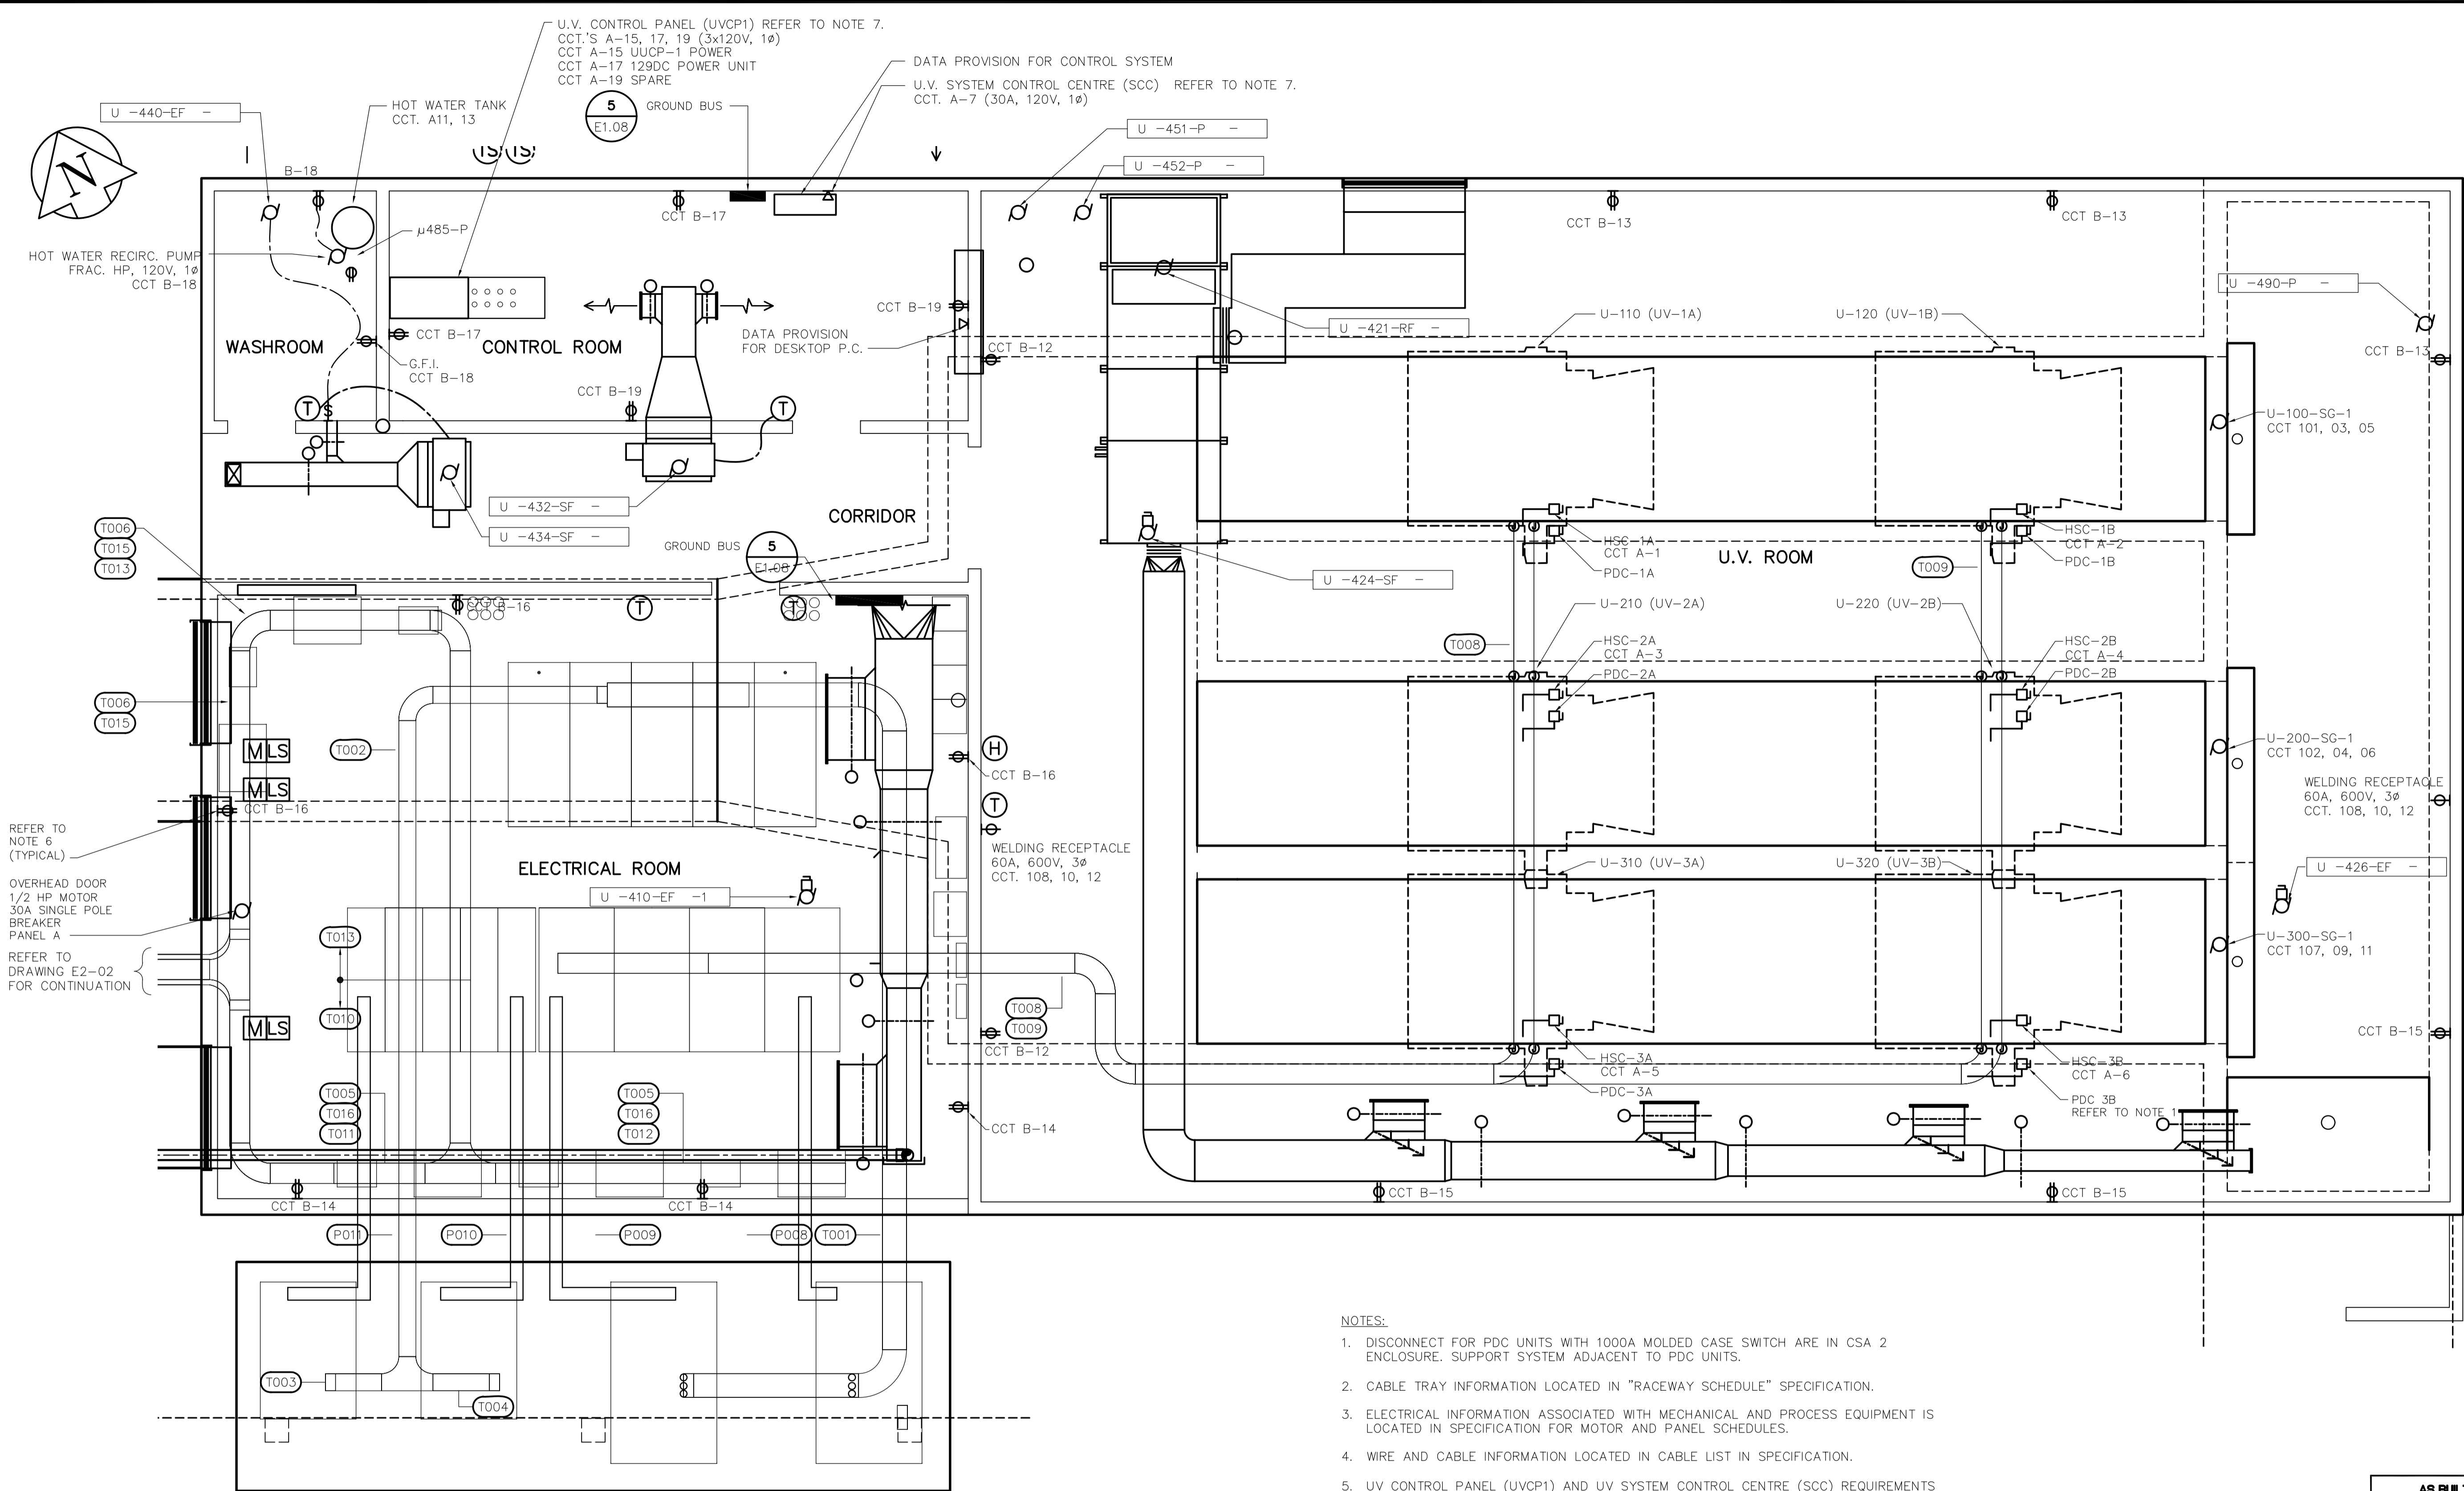 U.V. CONTROL PANEL (UVCP1) REFER TO NOTE 7.
CCT.'S A-15, 17, 19 (3x120V, 1ø)
CCT A-15 UUCP-1 POWER
CCT A-17 129DC POWER UNIT
CCT A-19 SPARE
DATA PROVISION FOR CONTROL SYSTEM
U.V. SYSTEM CONTROL CENTRE (SCC) REFER TO NOTE 7.
CCT. A-7 (30A, 120V, 1ø)
U -440-EF -
HOT WATER TANK
CCT. A11, 13
5
E1.08
GROUND BUS
U -451-P -
U -452-P -
N
TS
TS
B-18
CCT B-17
CCT B-13
CCT B-13
µ485-P
HOT WATER RECIRC. PUMP
FRAC. HP, 120V, 1ø
CCT B-18
U -490-P -
CCT B-19
DATA PROVISION
FOR DESKTOP P.C.
U -421-RF -
U-110 (UV-1A)
U-120 (UV-1B)
WASHROOM
CCT B-17
CONTROL ROOM
CCT B-12
CCT B-13
G.F.I.
CCT B-18
CCT B-19
T
S
T
U-100-SG-1
CCT 101, 03, 05
U -432-SF -
U -434-SF -
CORRIDOR
T006
T015
T013
GROUND BUS
5
E1.08
HSC-1A
CCT A-1
PDC-1A
U.V. ROOM
HSC-1B
CCT A-2
PDC-1B
T009
U -424-SF -
CCT B-16
T
T
U-210 (UV-2A)
U-220 (UV-2B)
T008
HSC-2A
CCT A-3
PDC-2A
HSC-2B
CCT A-4
PDC-2B
T006
T015
M LS
T002
H
CCT B-16
U-200-SG-1
CCT 102, 04, 06
M LS
CCT B-16
T
WELDING RECEPTACLE
60A, 600V, 3ø
CCT. 108, 10, 12
REFER TO
NOTE 6
(TYPICAL)
WELDING RECEPTACLE
60A, 600V, 3ø
CCT. 108, 10, 12
ELECTRICAL ROOM
U-310 (UV-3A)
U-320 (UV-3B)
U -426-EF -
OVERHEAD DOOR
1/2 HP MOTOR
30A SINGLE POLE
BREAKER
PANEL A
U -410-EF -1
T013
U-300-SG-1
CCT 107, 09, 11
REFER TO
DRAWING E2-02
FOR CONTINUATION
T010
M LS
T008
T009
CCT B-12
CCT B-15
HSC-3A
CCT A-5
PDC-3A
HSC-3B
CCT A-6
PDC 3B
REFER TO NOTE 1
T005
T016
T011
T005
T016
T012
CCT B-14
CCT B-14
CCT B-14
CCT B-15
CCT B-15
P011
P010
P009
P008
T001
T003
T004
NOTES:
1. DISCONNECT FOR PDC UNITS WITH 1000A MOLDED CASE SWITCH ARE IN CSA 2
ENCLOSURE. SUPPORT SYSTEM ADJACENT TO PDC UNITS.
2. CABLE TRAY INFORMATION LOCATED IN "RACEWAY SCHEDULE" SPECIFICATION.
3. ELECTRICAL INFORMATION ASSOCIATED WITH MECHANICAL AND PROCESS EQUIPMENT IS
LOCATED IN SPECIFICATION FOR MOTOR AND PANEL SCHEDULES.
4. WIRE AND CABLE INFORMATION LOCATED IN CABLE LIST IN SPECIFICATION.
5. UV CONTROL PANEL (UVCP1) AND UV SYSTEM CONTROL CENTRE (SCC) REQUIREMENTS